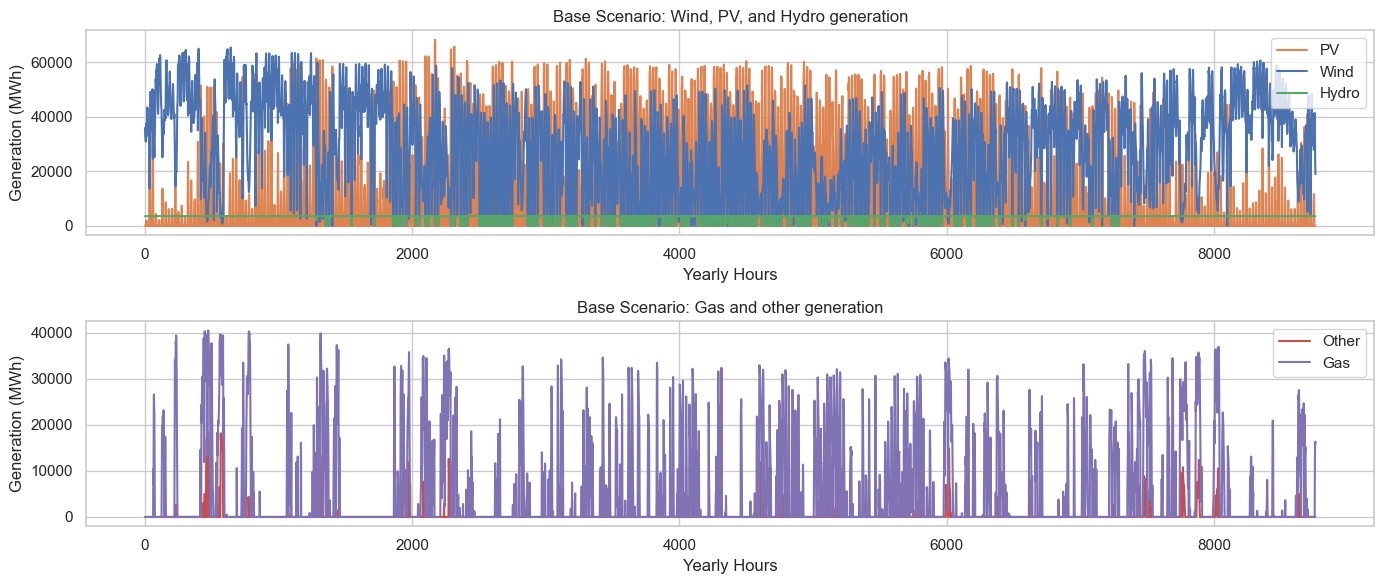 Base Scenario: Wind, PV, and Hydro generation
Generation (MWh)
60000
40000
20000
0
PV
Wind
Hydro
0 2000 4000 6000 8000
Yearly Hours
Base Scenario: Gas and other generation
Generation (MWh)
40000
30000
20000
10000
0
Other
Gas
0 2000 4000 6000 8000
Yearly Hours